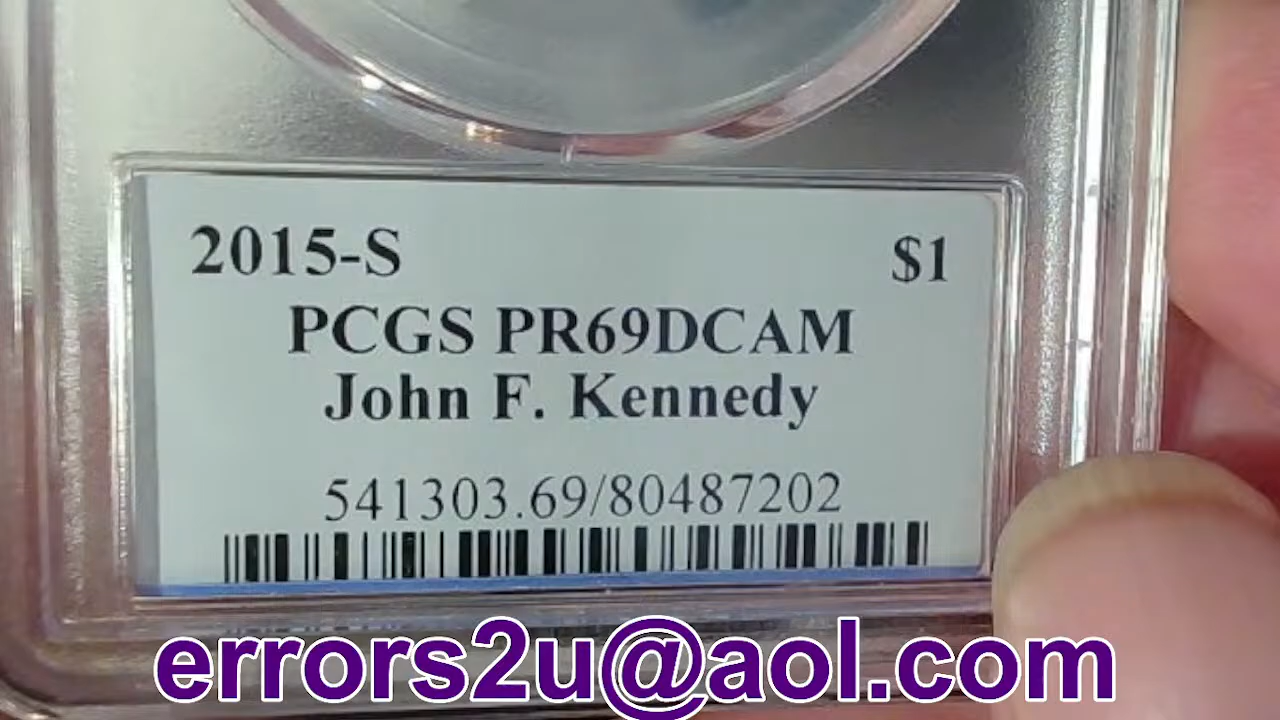 2015-S $1
PCGS PR69DCAM
John F. Kennedy
541303.69/80487202
errors2u@aol.com